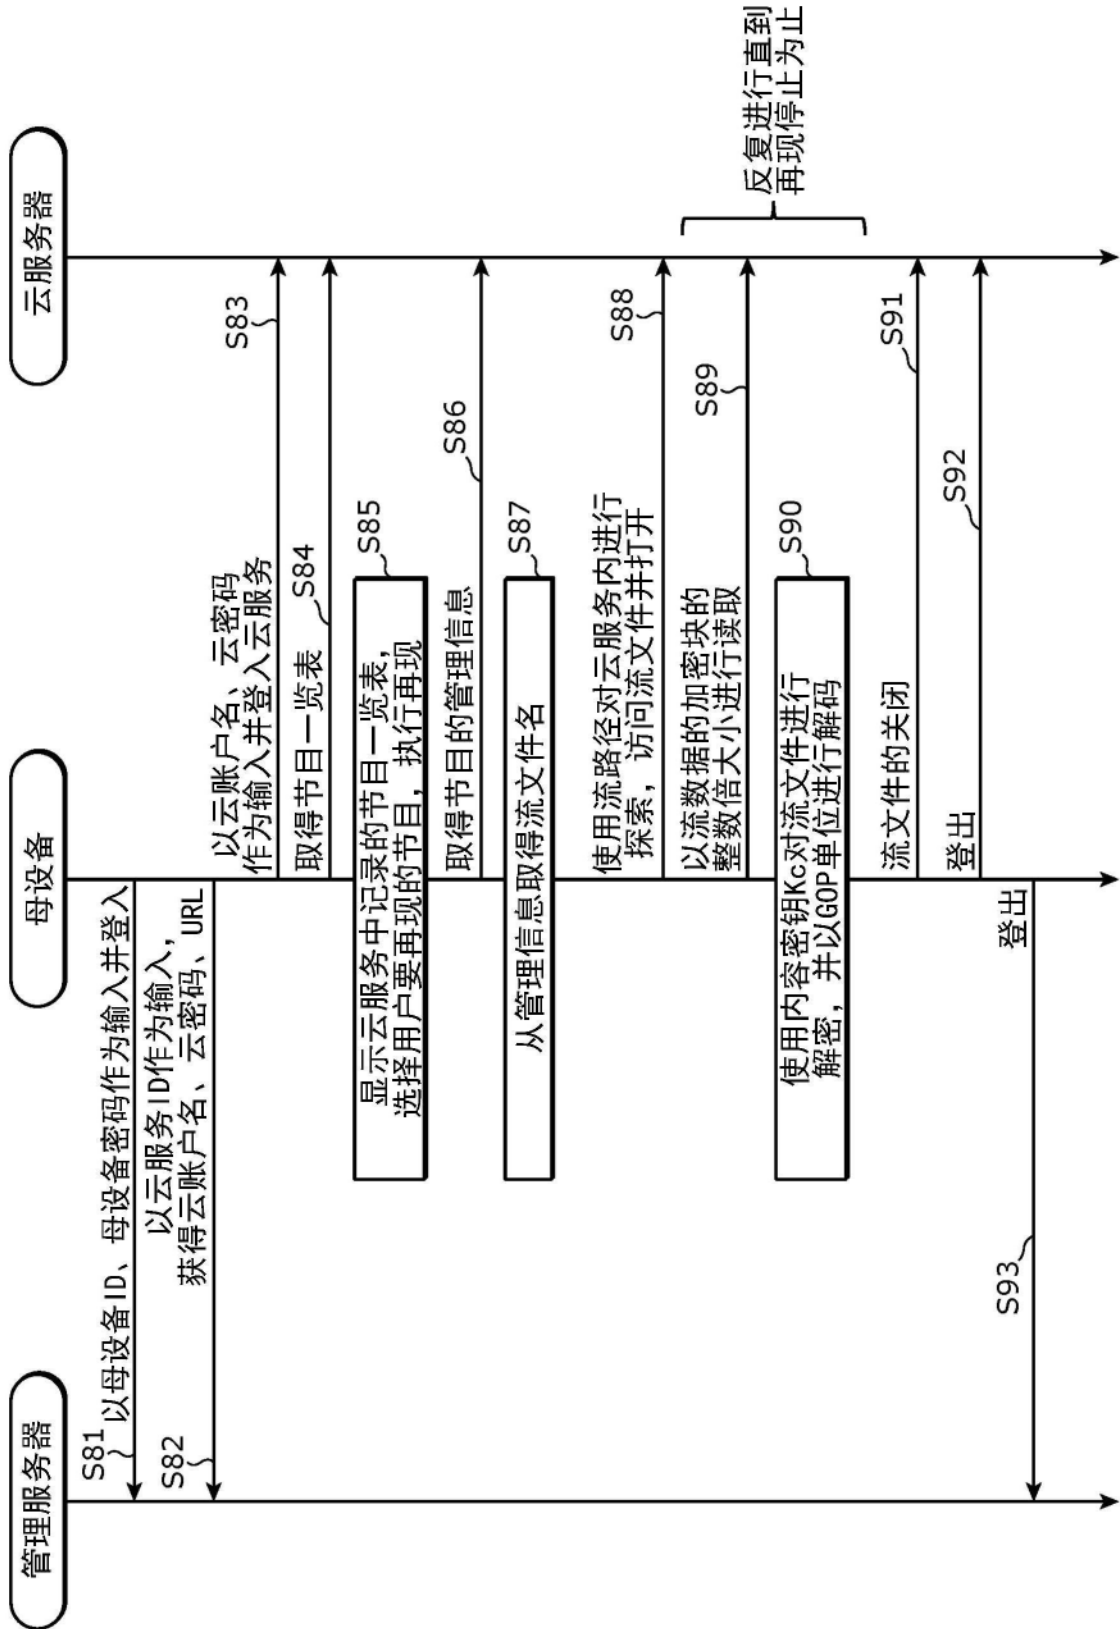 管理服务器
母设备
云服务器
S81
以母设备ID、母设备密码作为输入并登入
S82
以云服务ID作为输入，
获得云账户名、云密码、URL
以云账户名、云密码
作为输入并登入云服务
S83
取得节目一览表
S84
显示云服务中记录的节目一览表，
选择用户要再现的节目，执行再现
S85
取得节目的管理信息
S86
从管理信息取得流文件名
S87
使用流路径对云服务内进行
探索，访问流文件并打开
S88
以流数据的加密块的
整数倍大小进行读取
S89
反复进行直到
再现停止为止
使用内容密钥Kc对流文件进行
解密，并以GOP单位进行解码
S90
流文件的关闭
S91
登出
S92
登出
S93